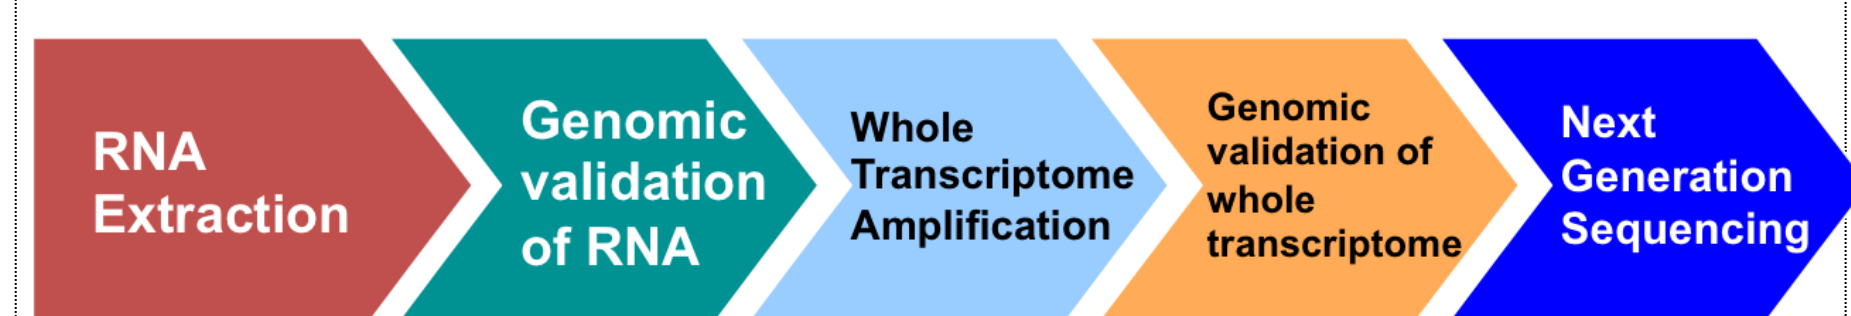 RNA
Extraction
Genomic
validation
of RNA
Whole
Transcriptome
Amplification
Genomic
validation of
whole
transcriptome
Next
Generation
Sequencing